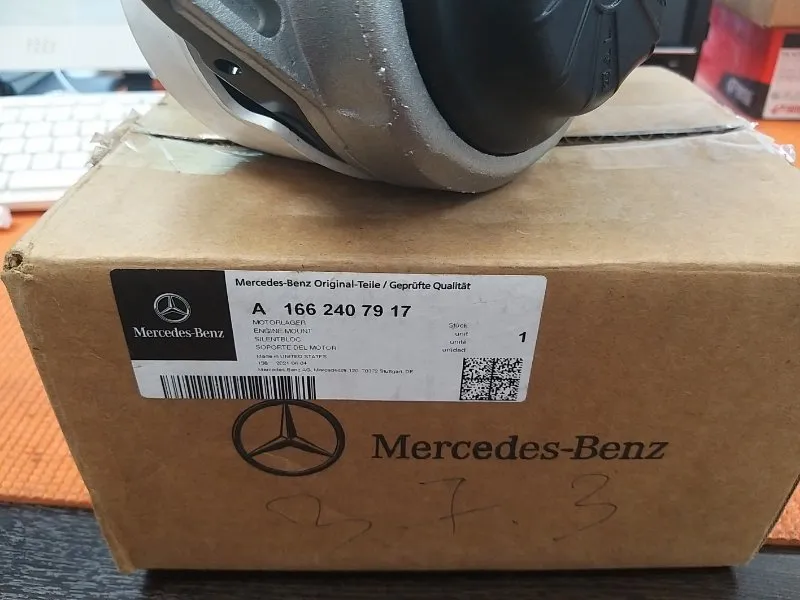 Mercedes-Benz Original-Teile / Geprüfte Qualität
A 166 240 79 17
MOTORLAGER
ENGINE MOUNT
SILENTBLOC
SOPORTE DEL MOTOR
Made in UNITED STATES
Stück
unit
unité
unidad
1
Mercedes-Benz
Mercedes-Benz
3.7.3